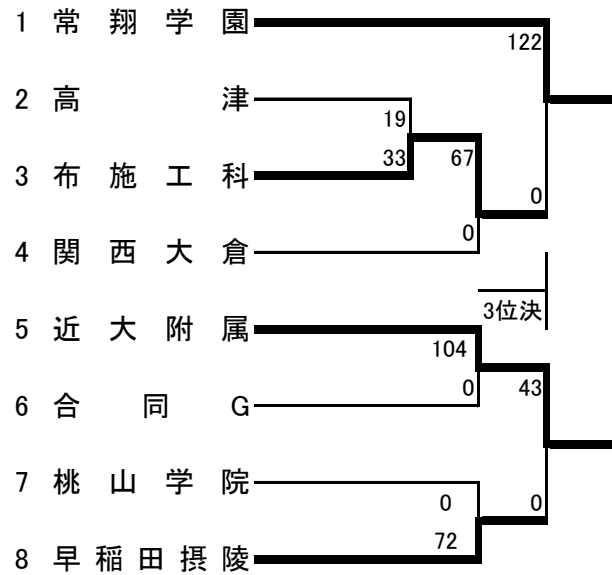 1 常翔学園
122
2 高津
19
33 67
3 布施工科
0
0
4 関西大倉
3位決
5 近大附属
104
0 43
6 合同G
7 桃山学院
0 0
72
8 早稲田摂陵